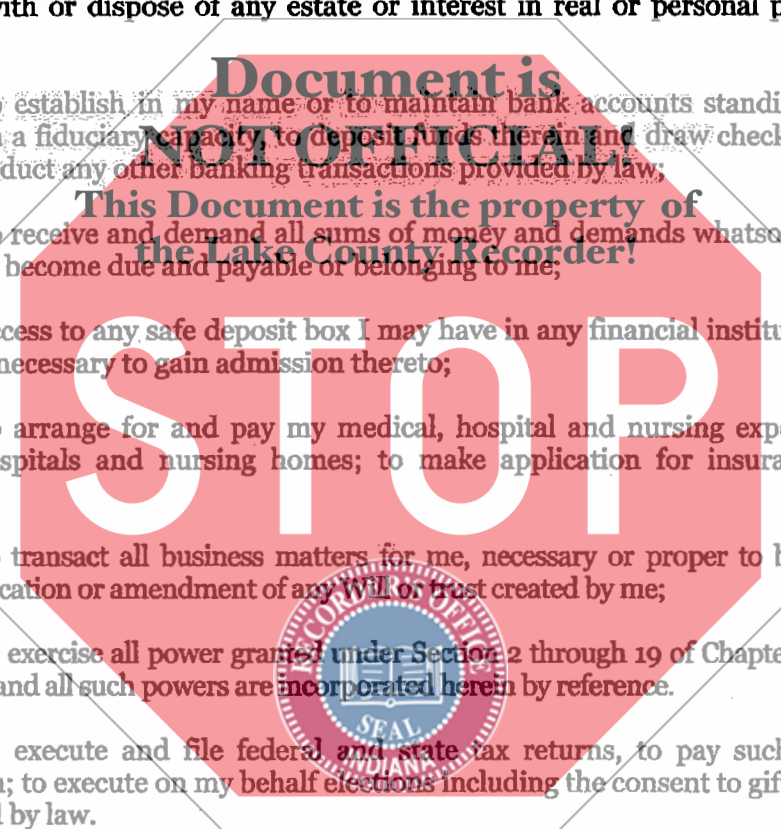 with or dispose of any estate or interest in real or personal p
Document is
establish in my name or to maintain bank accounts standi
a fiduciary capacity, to deposit funds therein and draw check
NOT OFFICIAL!
duct any other banking transactions provided by law;
This Document is the property of
receive and demand all sums of money and demands whatso
the Lake County Recorder!
become due and payable or belonging to me;
ccess to any safe deposit box I may have in any financial institu
necessary to gain admission thereto;
STOP
arrange for and pay my medical, hospital and nursing exp
spitals and nursing homes; to make application for insura
transact all business matters for me, necessary or proper to b
cation or amendment of any Will or trust created by me;
RECORDER'S OFFICE
exercise all power granted under Section 2 through 19 of Chapte
and all such powers are incorporated herein by reference.
SEAL
INDIANA
execute and file federal and state tax returns, to pay such
; to execute on my behalf elections including the consent to gif
by law.